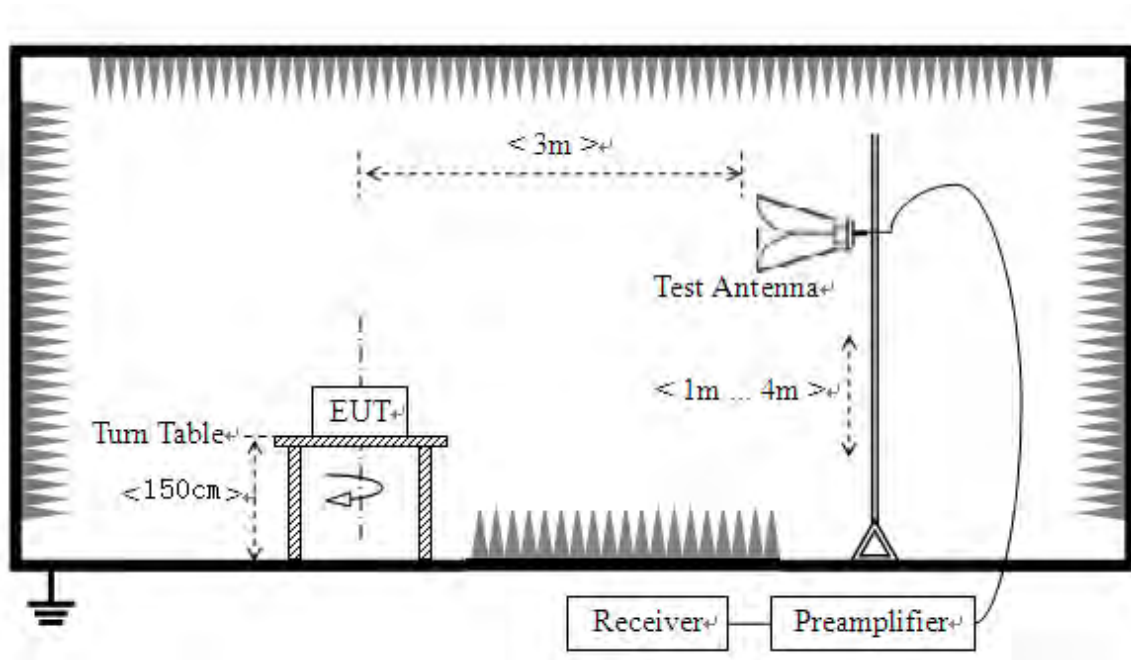 < 3m >↵
Test Antenna↵
< 1m ... 4m >↵
EUT↵
Turn Table↵
<150cm>↵
Receiver↵
Preamplifier↵